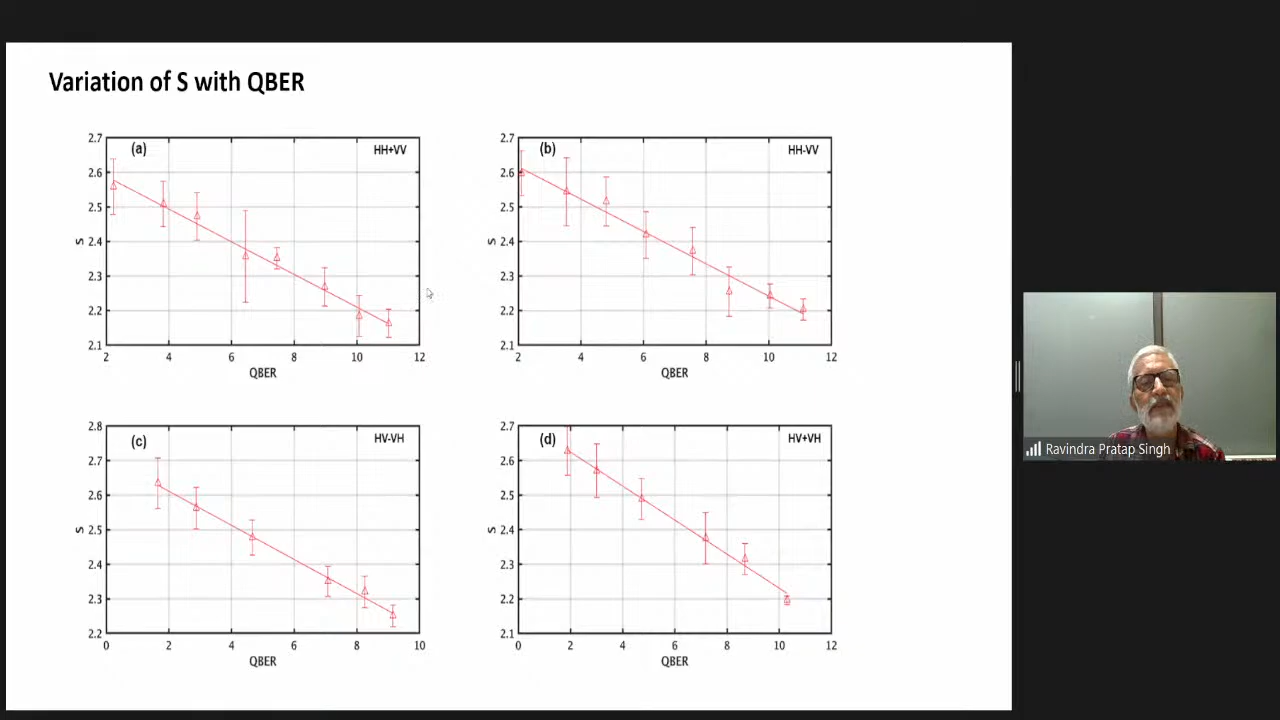 Variation of S with QBER
(a)
HH+VV
2.7
2.6
2.5
2.4
2.3
2.2
2.1
S
2 4 6 8 10 12
QBER
(b)
HH-VV
2.7
2.6
2.5
2.4
2.3
2.2
2.1
S
2 4 6 8 10 12
QBER
(c)
HV-VH
2.8
2.7
2.6
2.5
2.4
2.3
2.2
S
0 2 4 6 8 10
QBER
(d)
HV+VH
2.7
2.6
2.5
2.4
2.3
2.2
2.1
S
0 2 4 6 8 10 12
QBER
Ravindra Pratap Singh